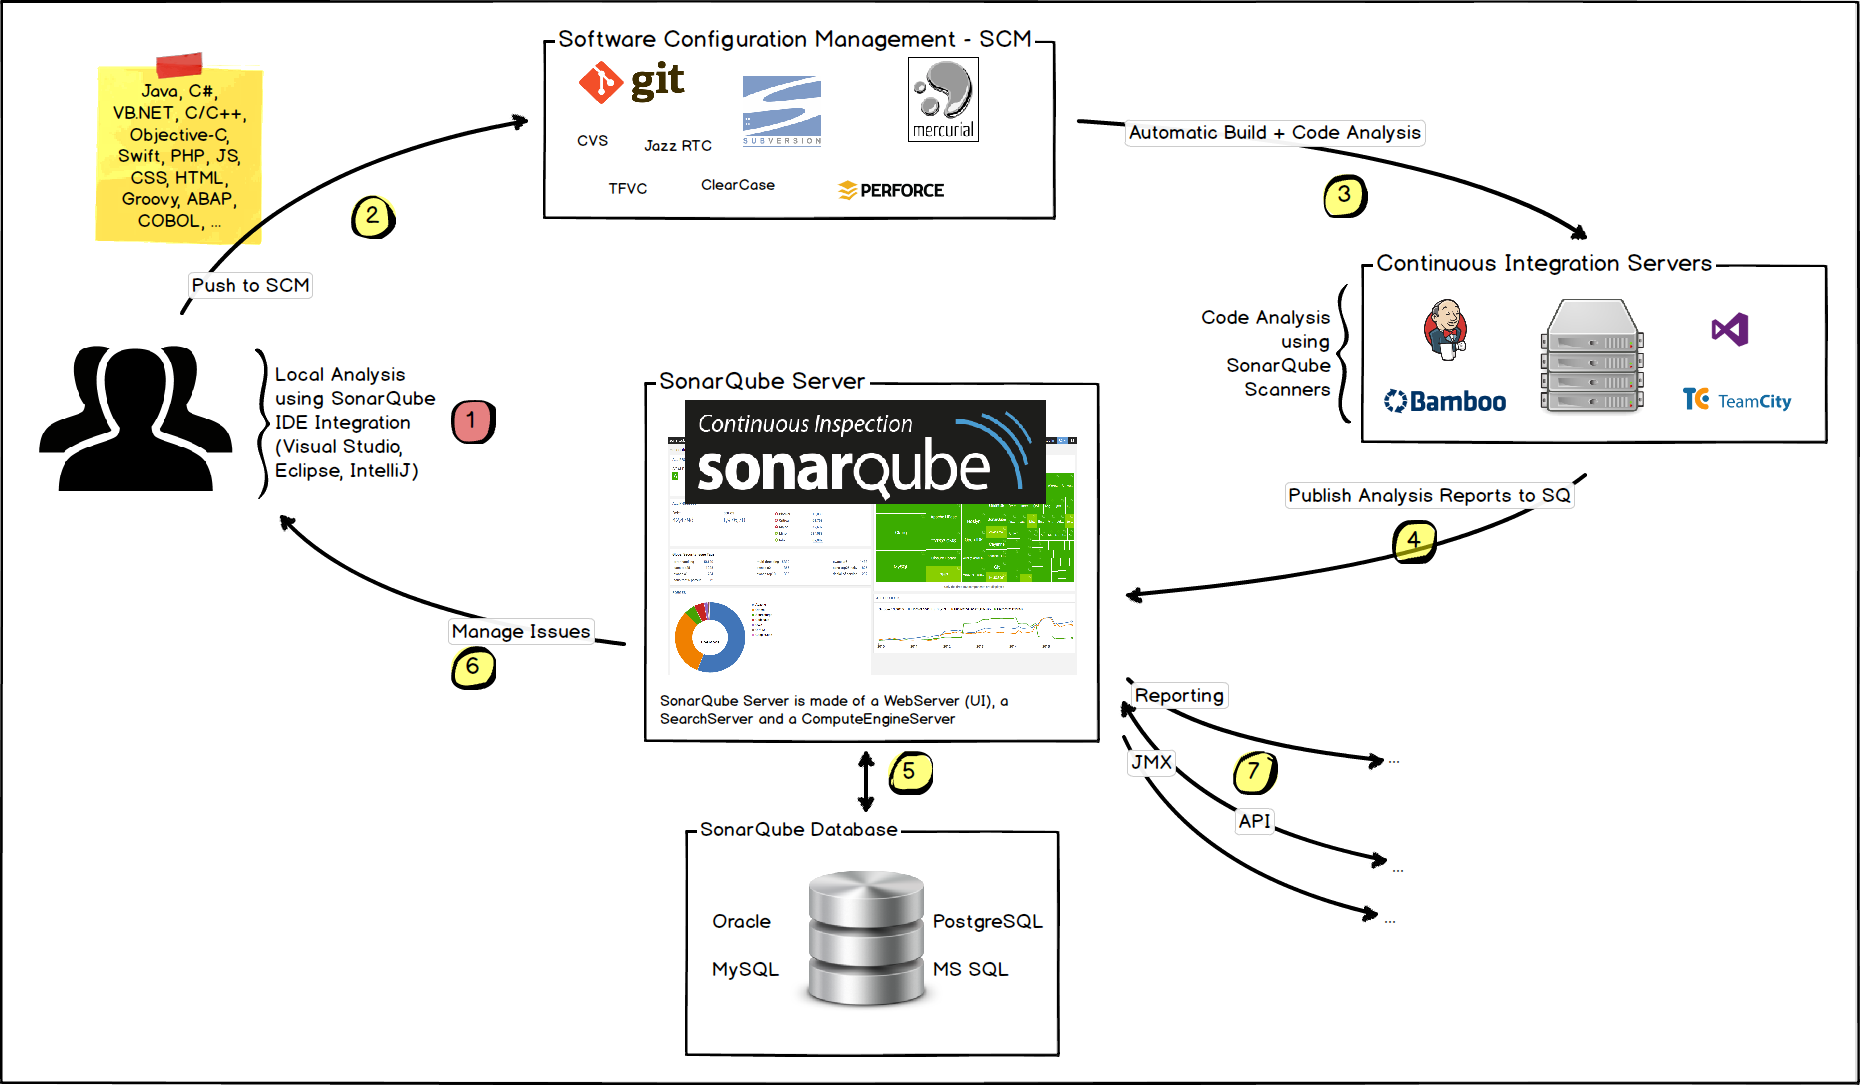 Java, C#,
VB.NET, C/C++,
Objective-C,
Swift, PHP, JS,
CSS, HTML,
Groovy, ABAP,
COBOL, ...
Software Configuration Management - SCM
git
SUBVERSION
mercurial
CVS
Jazz RTC
TFVC
ClearCase
PERFORCE
2
Push to SCM
Automatic Build + Code Analysis
3
Continuous Integration Servers
Code Analysis
using
SonarQube
Scanners
Bamboo
TC TeamCity
Local Analysis
using SonarQube
IDE Integration
(Visual Studio,
Eclipse, IntelliJ)
1
SonarQube Server
Continuous Inspection
sonarqube
SonarQube Server is made of a WebServer (UI), a
SearchServer and a ComputeEngineServer
Publish Analysis Reports to SQ
4
Manage Issues
6
5
Reporting
...
JMX
7
API
...
...
SonarQube Database
Oracle
PostgreSQL
MySQL
MS SQL